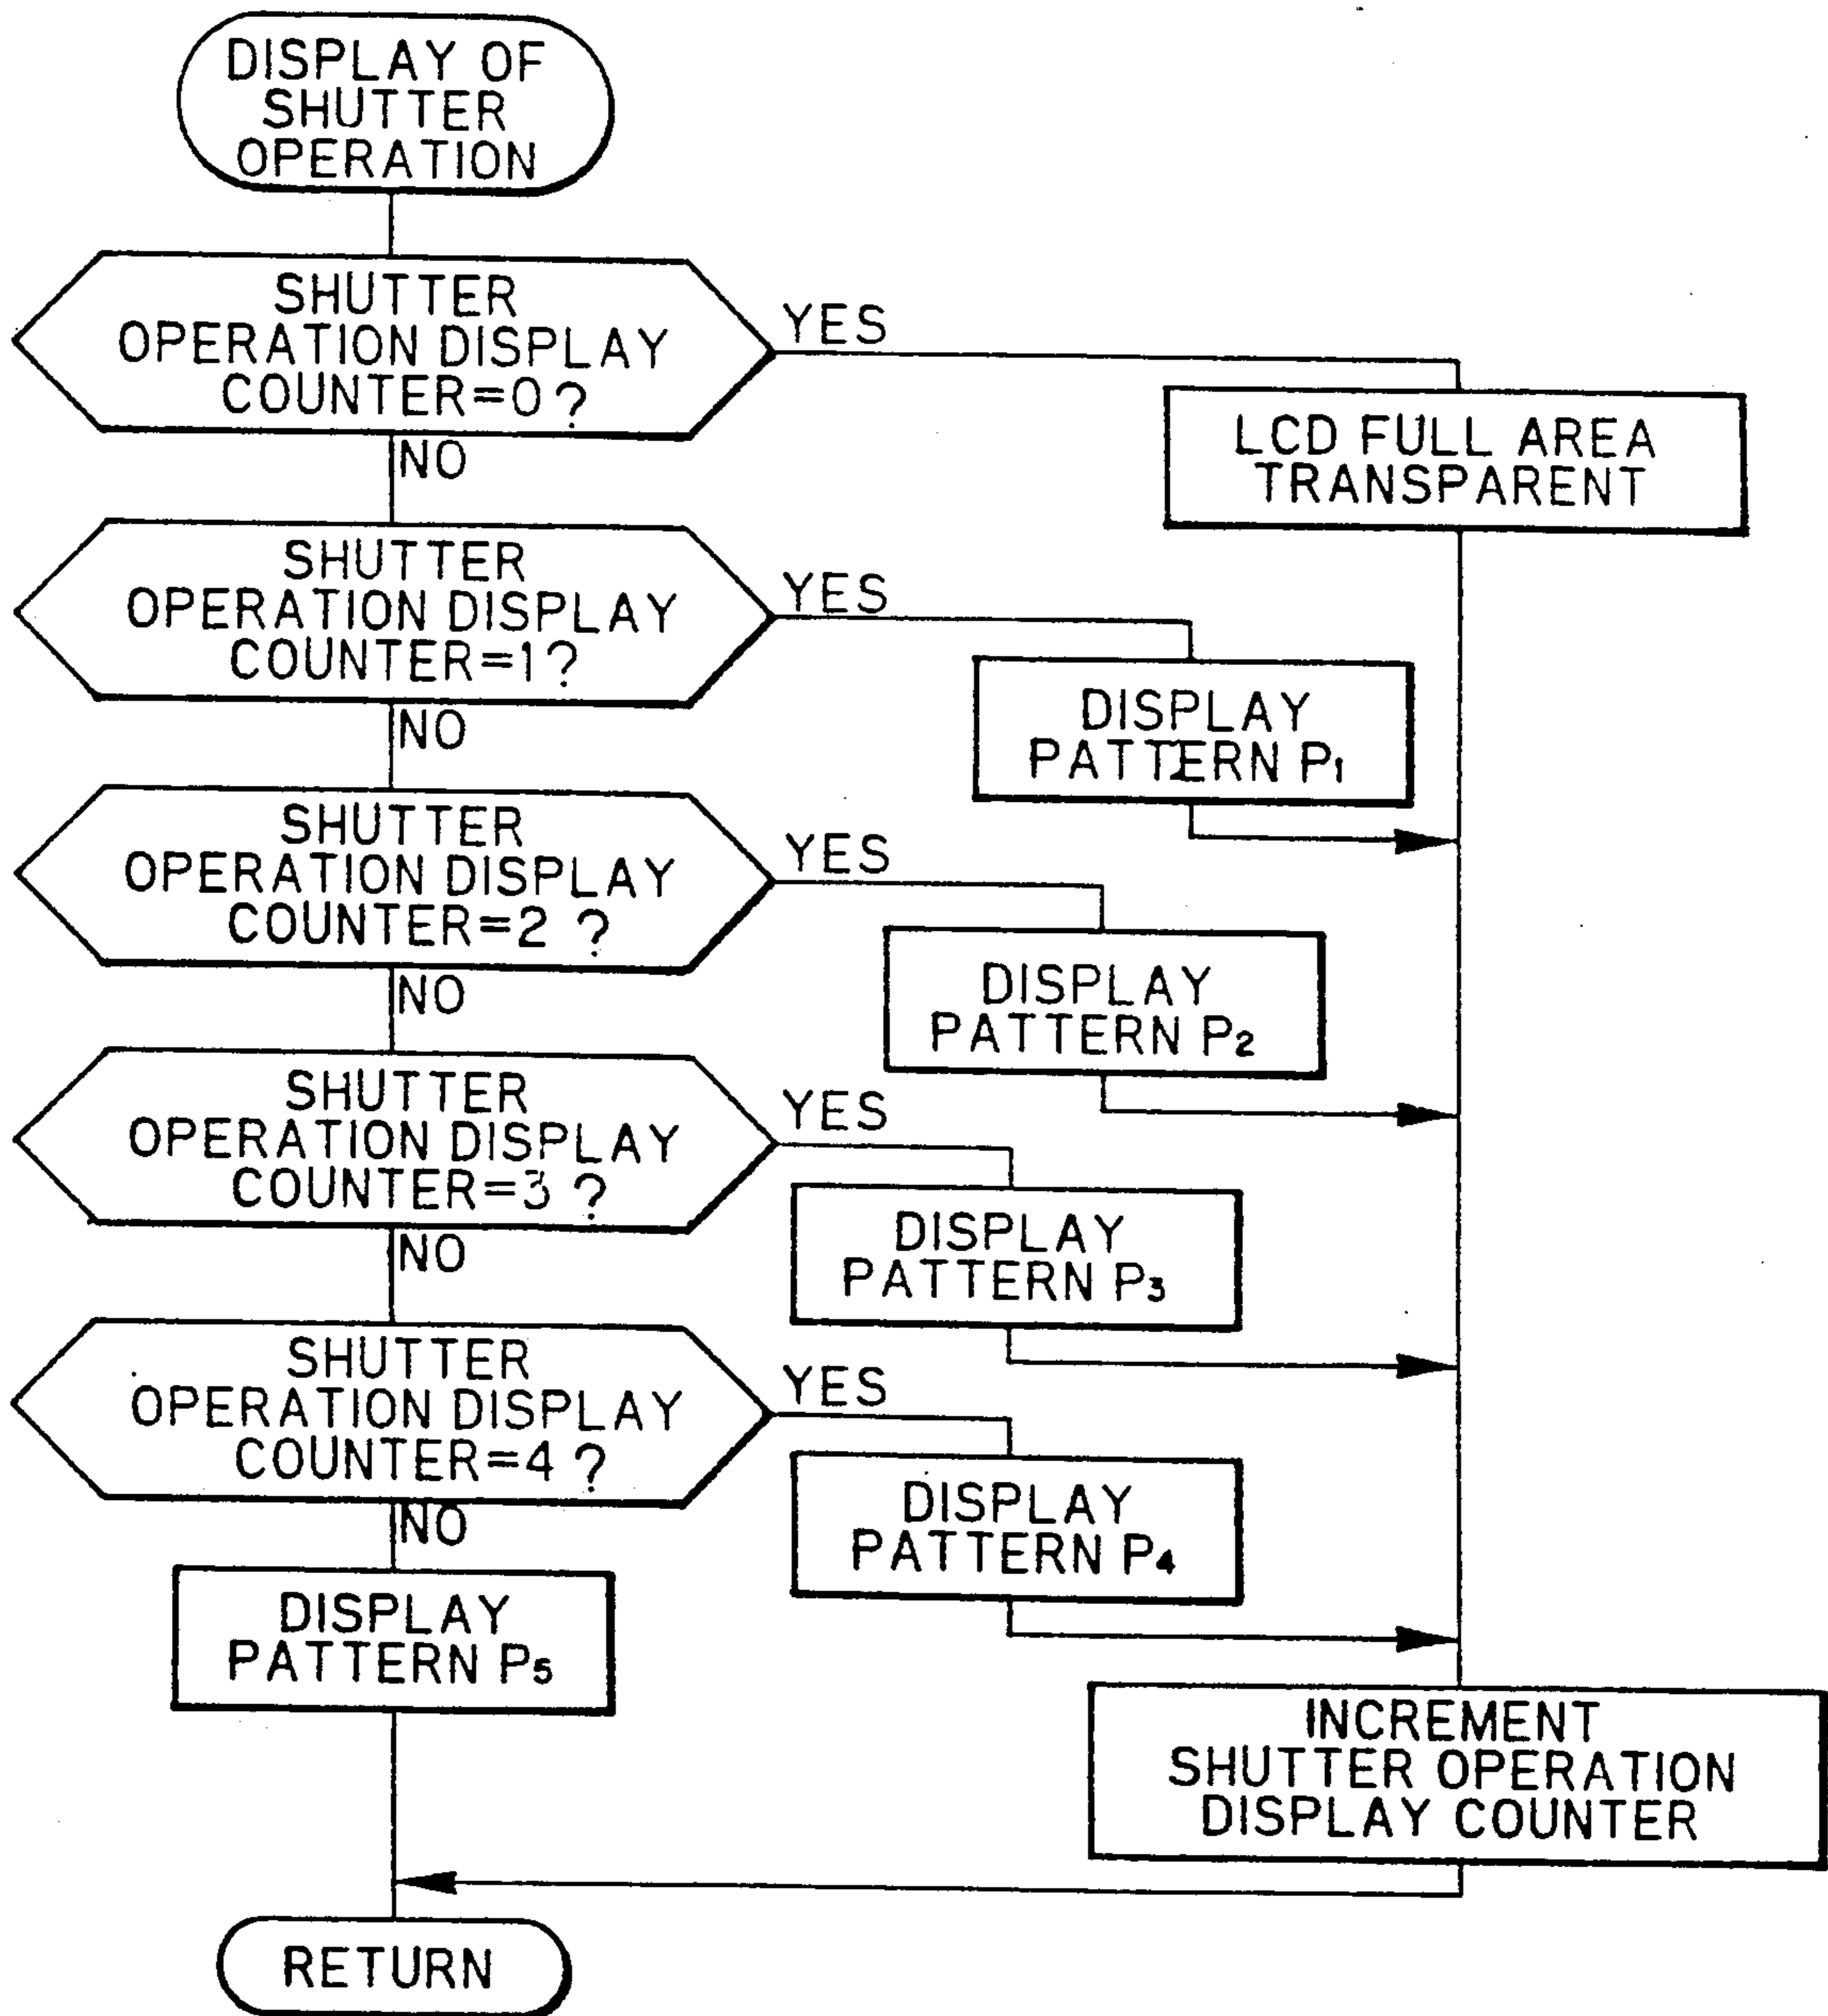 DISPLAY OF
SHUTTER
OPERATION
SHUTTER
OPERATION DISPLAY
COUNTER=0?
YES
LCD FULL AREA
TRANSPARENT
NO
SHUTTER
OPERATION DISPLAY
COUNTER=1?
YES
DISPLAY
PATTERN P₁
NO
SHUTTER
OPERATION DISPLAY
COUNTER=2 ?
YES
DISPLAY
PATTERN P₂
NO
SHUTTER
OPERATION DISPLAY
COUNTER=3 ?
YES
DISPLAY
PATTERN P₃
NO
SHUTTER
OPERATION DISPLAY
COUNTER=4 ?
YES
DISPLAY
PATTERN P₄
NO
DISPLAY
PATTERN P₅
INCREMENT
SHUTTER OPERATION
DISPLAY COUNTER
RETURN